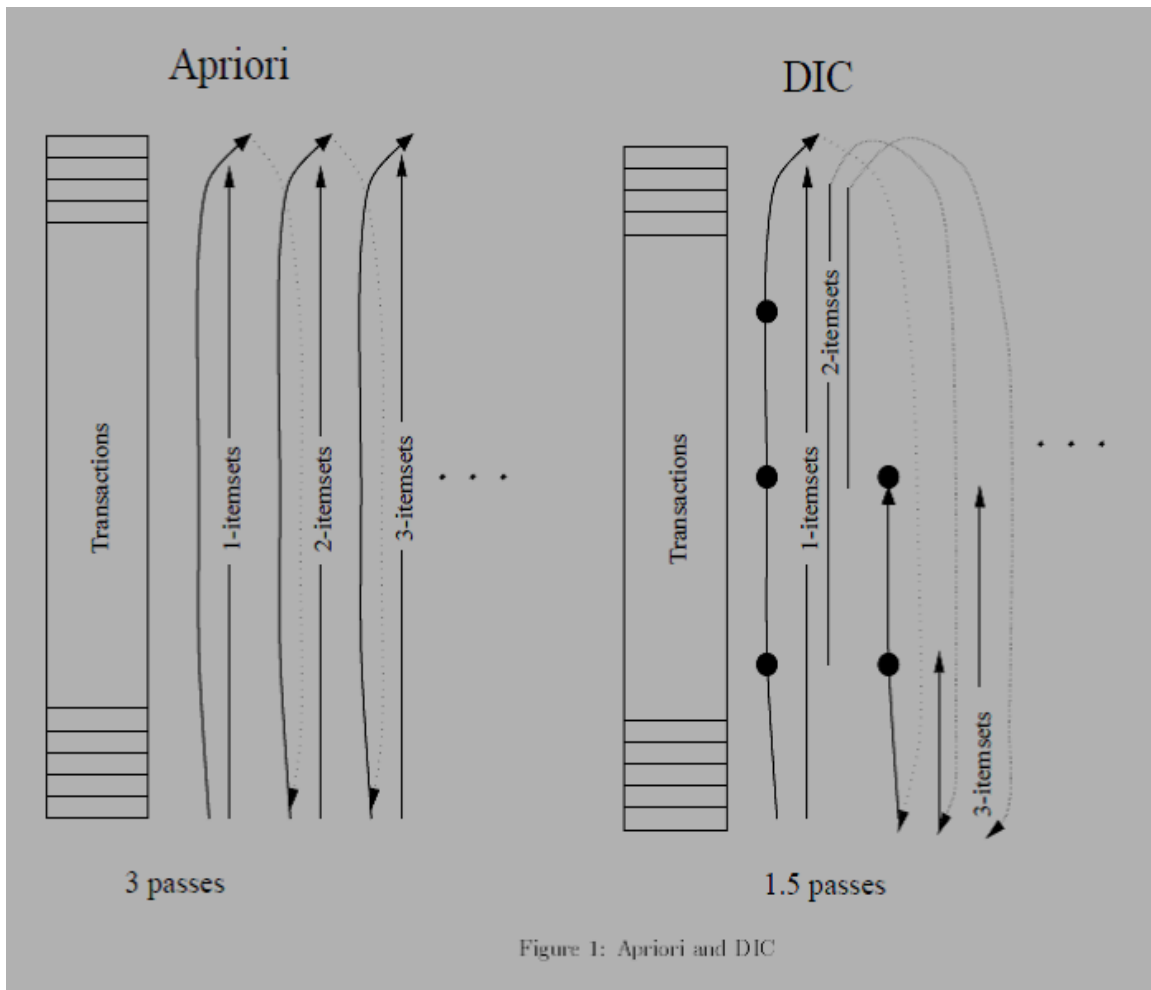 Apriori
Transactions
1-itemsets
2-itemsets
3-itemsets
. . .
3 passes
DIC
Transactions
1-itemsets
2-itemsets
3-itemsets
. . .
1.5 passes
Figure 1: Apriori and DIC